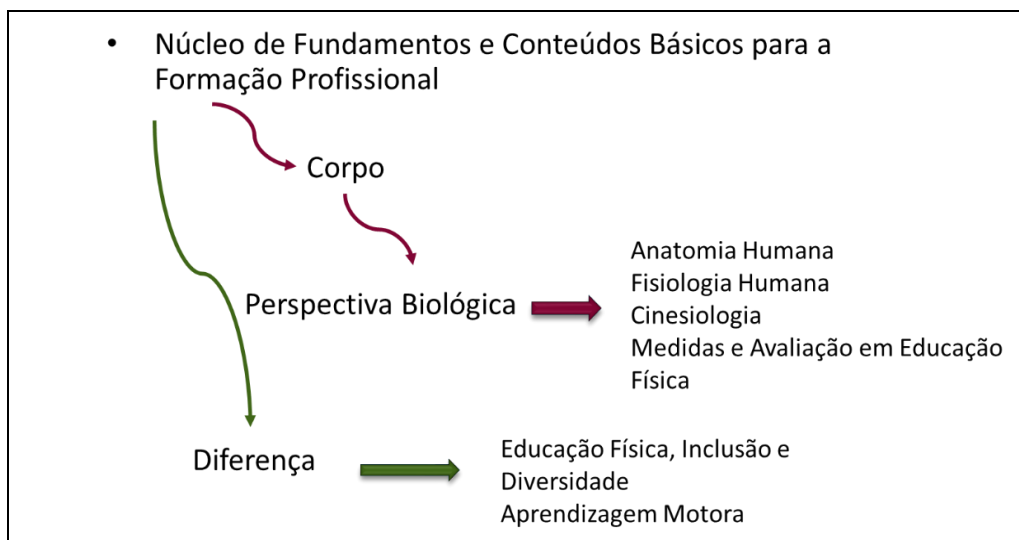 • Núcleo de Fundamentos e Conteúdos Básicos para a
Formação Profissional
Corpo
Perspectiva Biológica
Anatomia Humana
Fisiologia Humana
Cinesiologia
Medidas e Avaliação em Educação
Física
Diferença
Educação Física, Inclusão e
Diversidade
Aprendizagem Motora